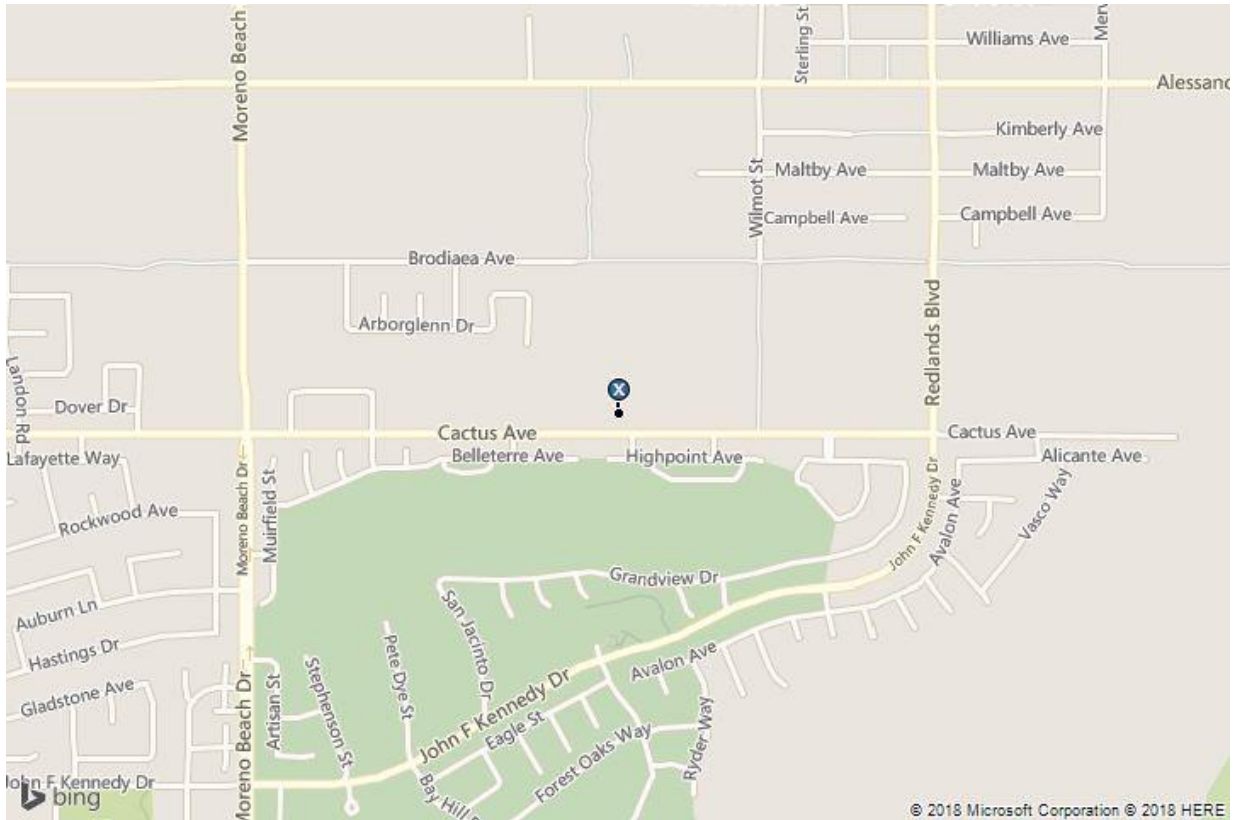 Moreno Beach
Sterling St
Williams Ave
Merv
Alessand
Kimberly Ave
Maltby Ave
Maltby Ave
Wilmot St
Campbell Ave
Campbell Ave
Brodiaea Ave
Arborglenn Dr
Redlands Blvd
Landon Rd
Dover Dr
X
Cactus Ave
Cactus Ave
Lafayette Way
Moreno Beach Dr
Muirfield St
Belleterre Ave
Highpoint Ave
Alicante Ave
Rockwood Ave
John F Kennedy Dr
Avalon Ave
Vasco Way
Grandview Dr
Auburn Ln
San Jacinto Dr
Hastings Dr
Pete Dye St
Stephenson St
Avalon Ave
Gladstone Ave
Artisan St
Moreno Beach Dr
John F Kennedy Dr
Eagle St
Forest Oaks Way
Ryder Way
John F Kennedy Dr
Bay Hill
bing
© 2018 Microsoft Corporation © 2018 HERE